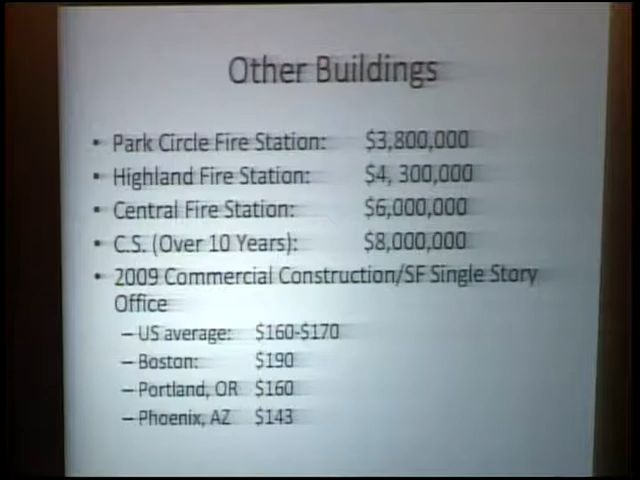 Other Buildings
• Park Circle Fire Station: $3,800,000
• Highland Fire Station: $4, 300,000
• Central Fire Station: $6,000,000
• C.S. (Over 10 Years): $8,000,000
• 2009 Commercial Construction/SF Single Story
Office
– US average: $160-$170
– Boston: $190
– Portland, OR $160
– Phoenix, AZ $143